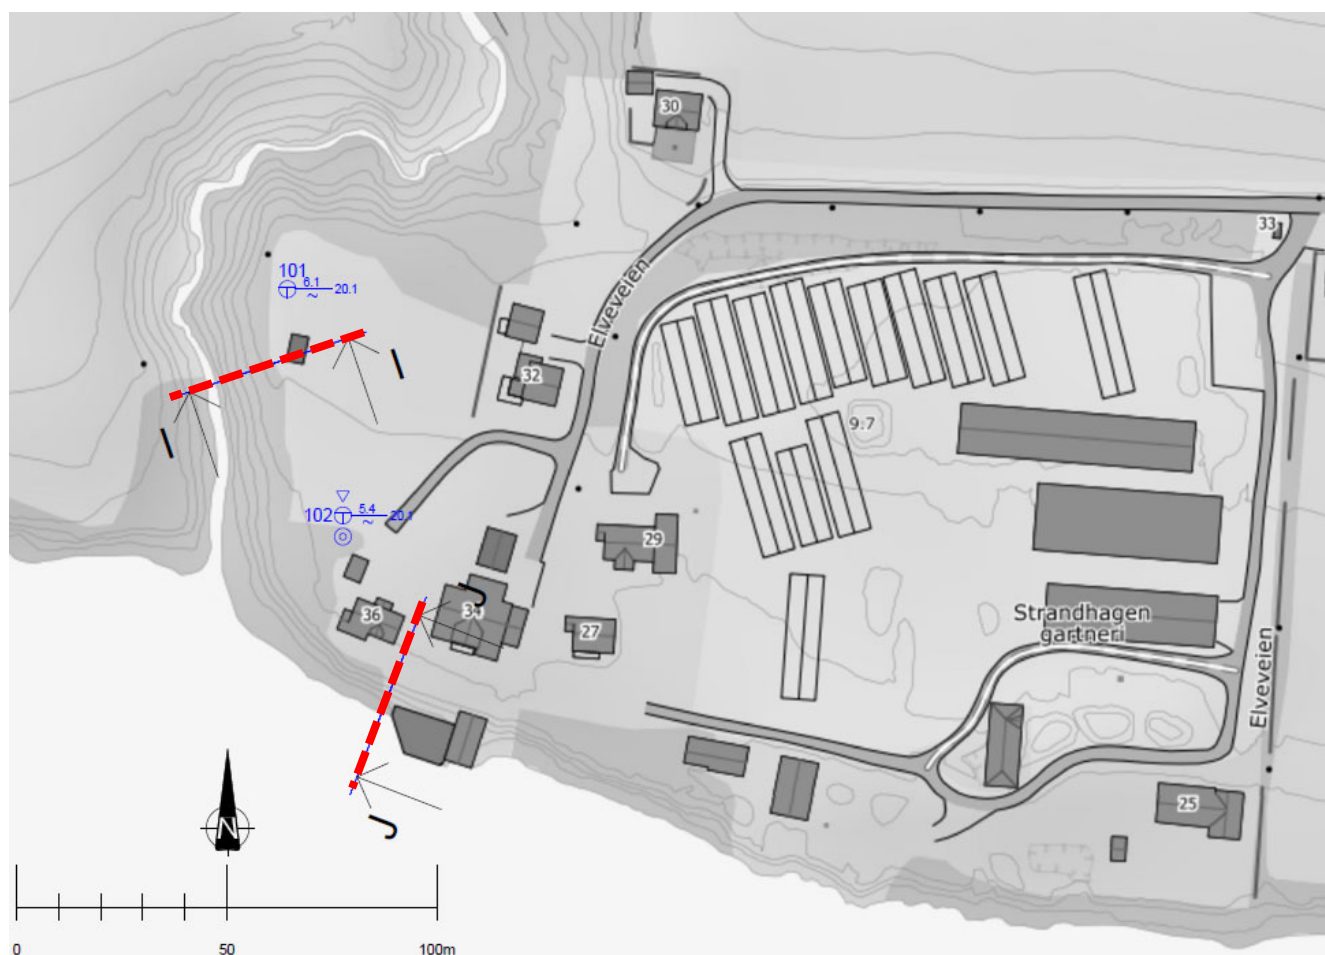 30
33
101
6.1
~ 20.1
Elveveien
I
32
9.7
I
102
5.4
~ 20.1
29
J
36
34
27
Strandhagen
gartneri
Elveveien
25
J
N
0 50 100m